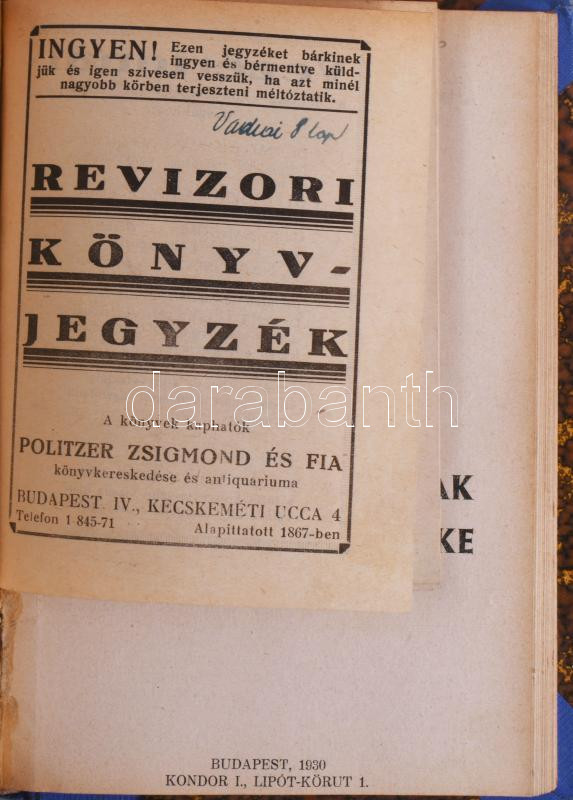 INGYEN! Ezen jegyzéket bárkinek
ingyen és bérmentve küld-
jük és igen szivesen vesszük, ha azt minél
nagyobb körben terjeszteni méltóztatik.
REVIZORI
KÖNYV-
JEGYZÉK
darabanth
A könyvek kaphatók
POLITZER ZSIGMOND ÉS FIA
könyvkereskedése és antiquariuma
BUDAPEST IV., KECSKEMÉTI UCCA 4
Telefon 1-845-71 Alapittatott 1867-ben
AK
KE
BUDAPEST, 1930
KONDOR I., LIPÓT-KÖRUT 1.